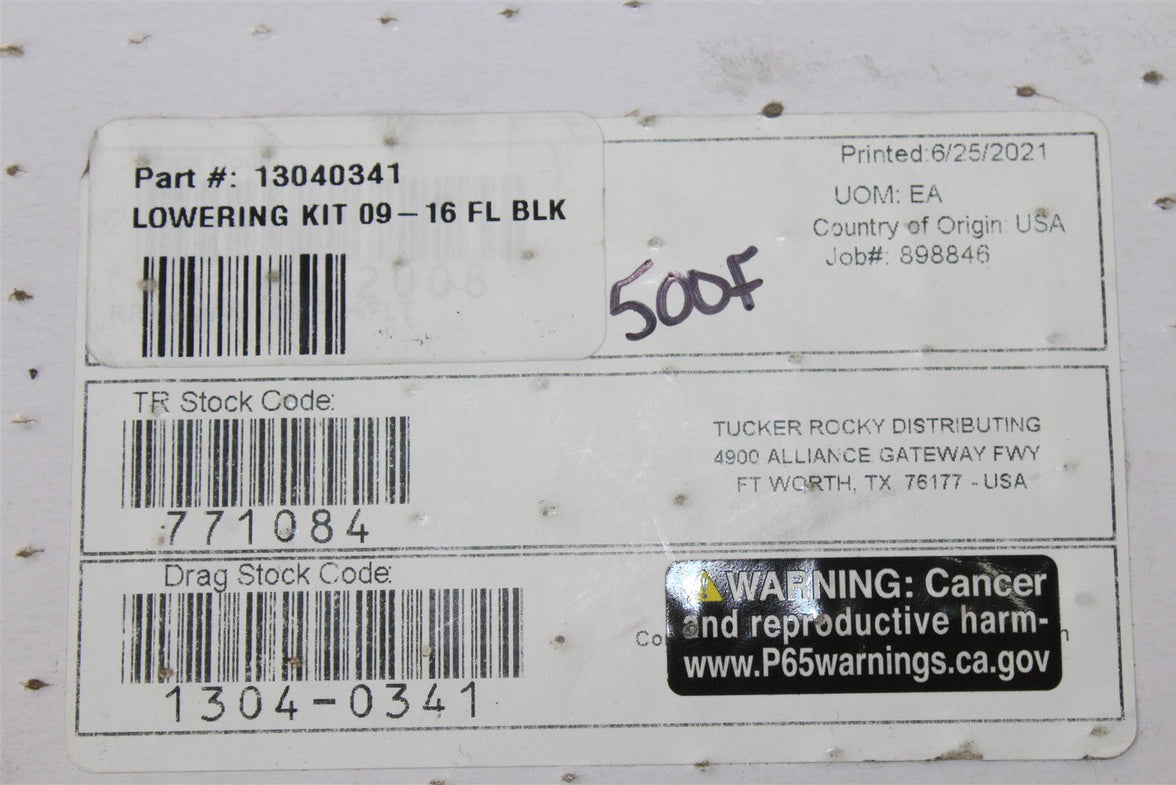 Part #: 13040341
LOWERING KIT 09-16 FL BLK
2008
Printed:6/25/2021
UOM: EA
Country of Origin: USA
Job#: 898846
500F
TR Stock Code:
771084
TUCKER ROCKY DISTRIBUTING
4900 ALLIANCE GATEWAY FWY
FT WORTH, TX 76177 - USA
Drag Stock Code:
1304-0341
WARNING: Cancer
and reproductive harm-
www.P65warnings.ca.gov